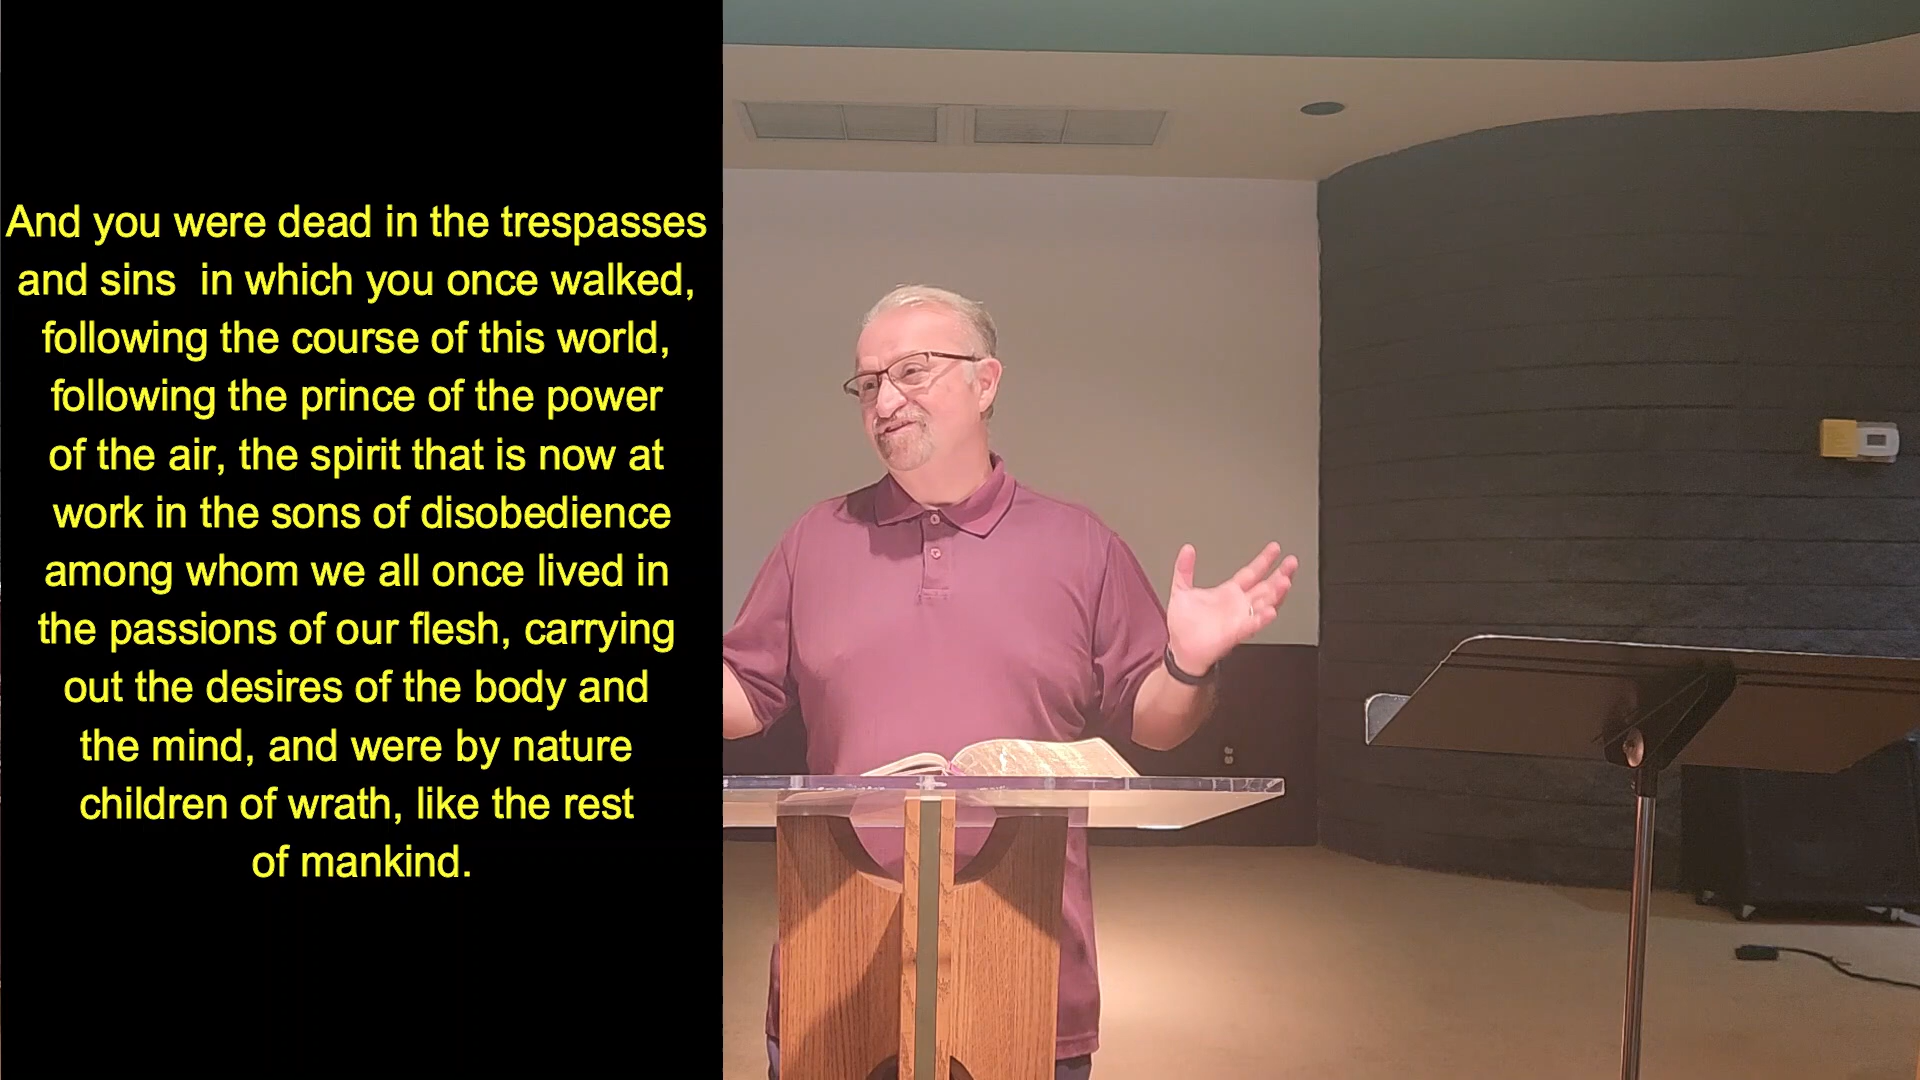 And you were dead in the trespasses
and sins  in which you once walked,
following the course of this world,
following the prince of the power
of the air, the spirit that is now at
work in the sons of disobedience
among whom we all once lived in
the passions of our flesh, carrying
out the desires of the body and
the mind, and were by nature
children of wrath, like the rest
of mankind.